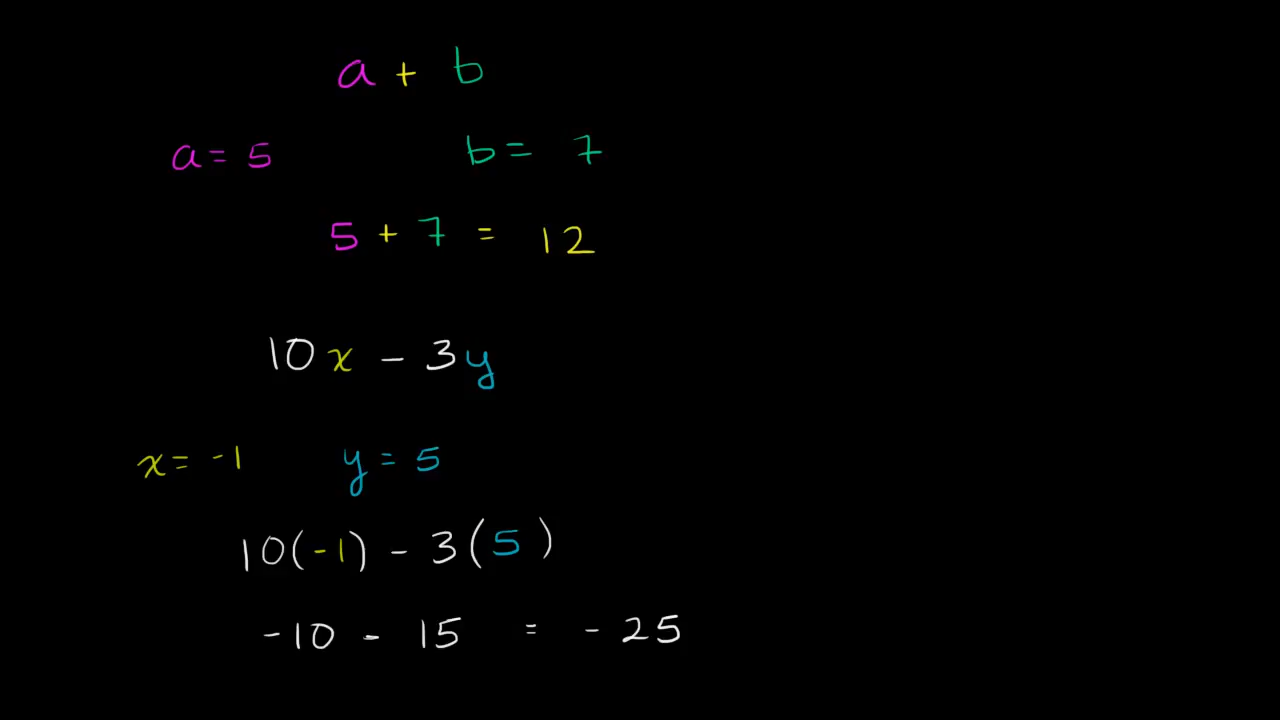 a + b
a = 5 b = 7
5 + 7 = 12
10x - 3y
x = -1 y = 5
10(-1) - 3(5)
-10 - 15 = -25